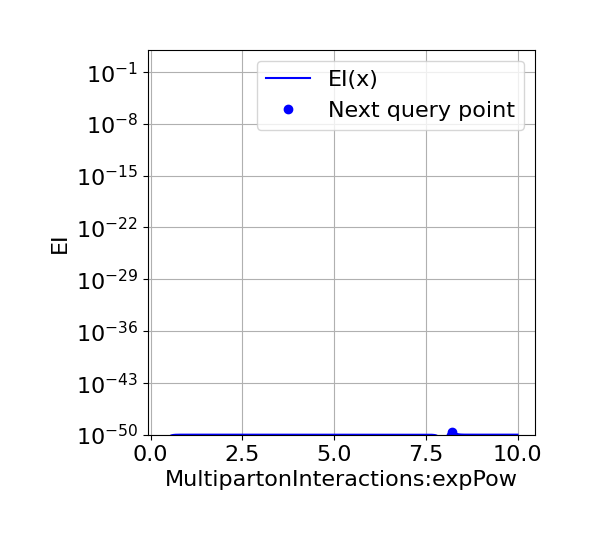 EI(x)
Next query point
EI
10^-1
10^-8
10^-15
10^-22
10^-29
10^-36
10^-43
10^-50
0.0 2.5 5.0 7.5 10.0
MultipartonInteractions:expPow